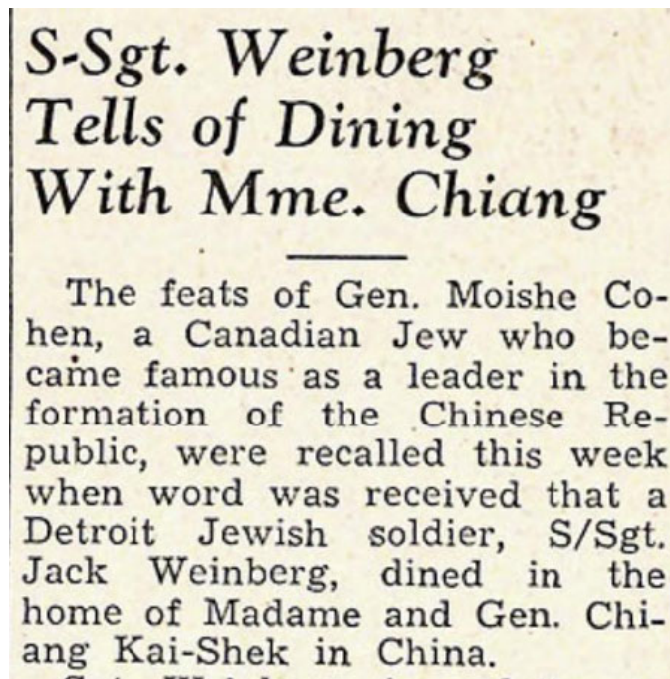 S-Sgt. Weinberg
Tells of Dining
With Mme. Chiang
The feats of Gen. Moishe Co-
hen, a Canadian Jew who be-
came famous as a leader in the
formation of the Chinese Re-
public, were recalled this week
when word was received that a
Detroit Jewish soldier, S/Sgt.
Jack Weinberg, dined in the
home of Madame and Gen. Chi-
ang Kai-Shek in China.